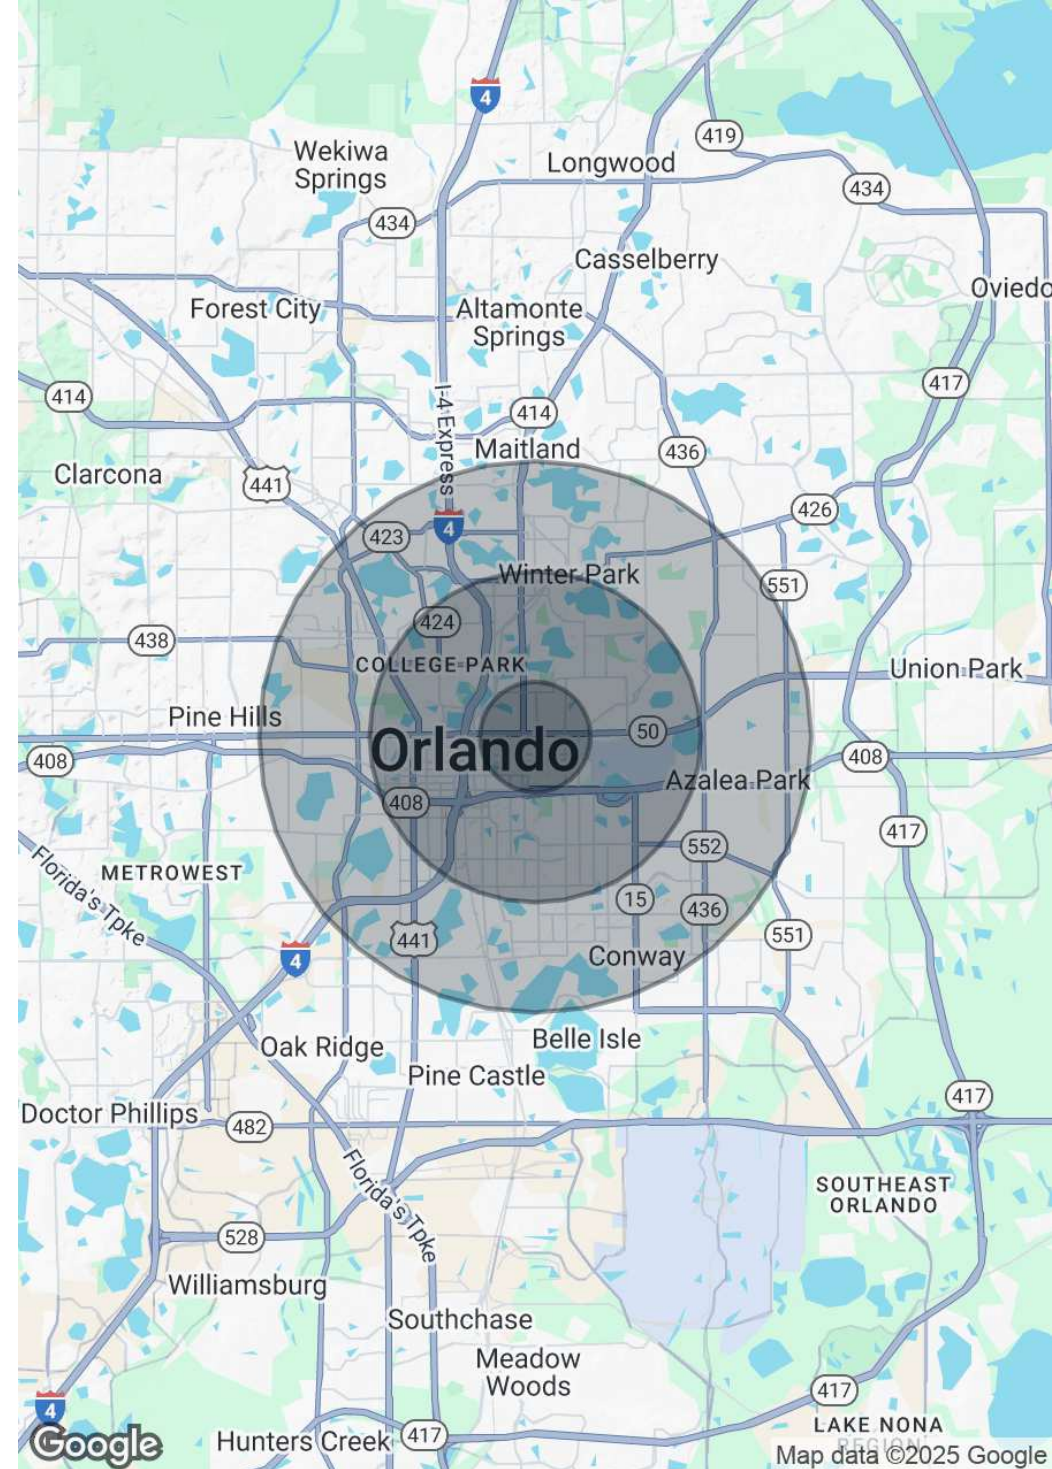 4
419
Wekiwa
Springs
Longwood
434
434
Casselberry
Oviedo
Forest City
Altamonte
Springs
417
414
I-4 Express
414
Maitland
436
Clarcona
441
426
423
4
Winter Park
551
424
438
COLLEGE PARK
Union Park
Pine Hills
50
Orlando
408
408
Azalea Park
408
417
552
Florida's Tpke
METROWEST
15
436
551
441
4
Conway
Belle Isle
Oak Ridge
Pine Castle
417
Doctor Phillips
482
Florida's Tpke
SOUTHEAST
ORLANDO
528
Williamsburg
Southchase
Meadow
Woods
417
4
LAKE NONA
REGION
Google
Hunters Creek
417
Map data ©2025 Google